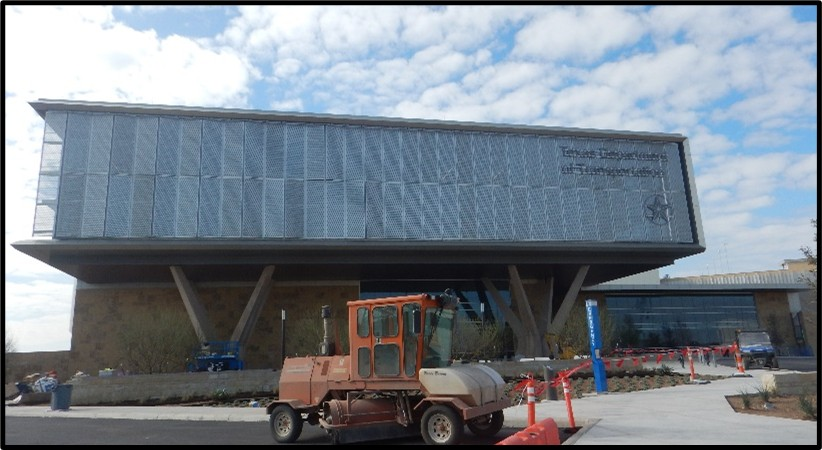 Texas Department
of Transportation